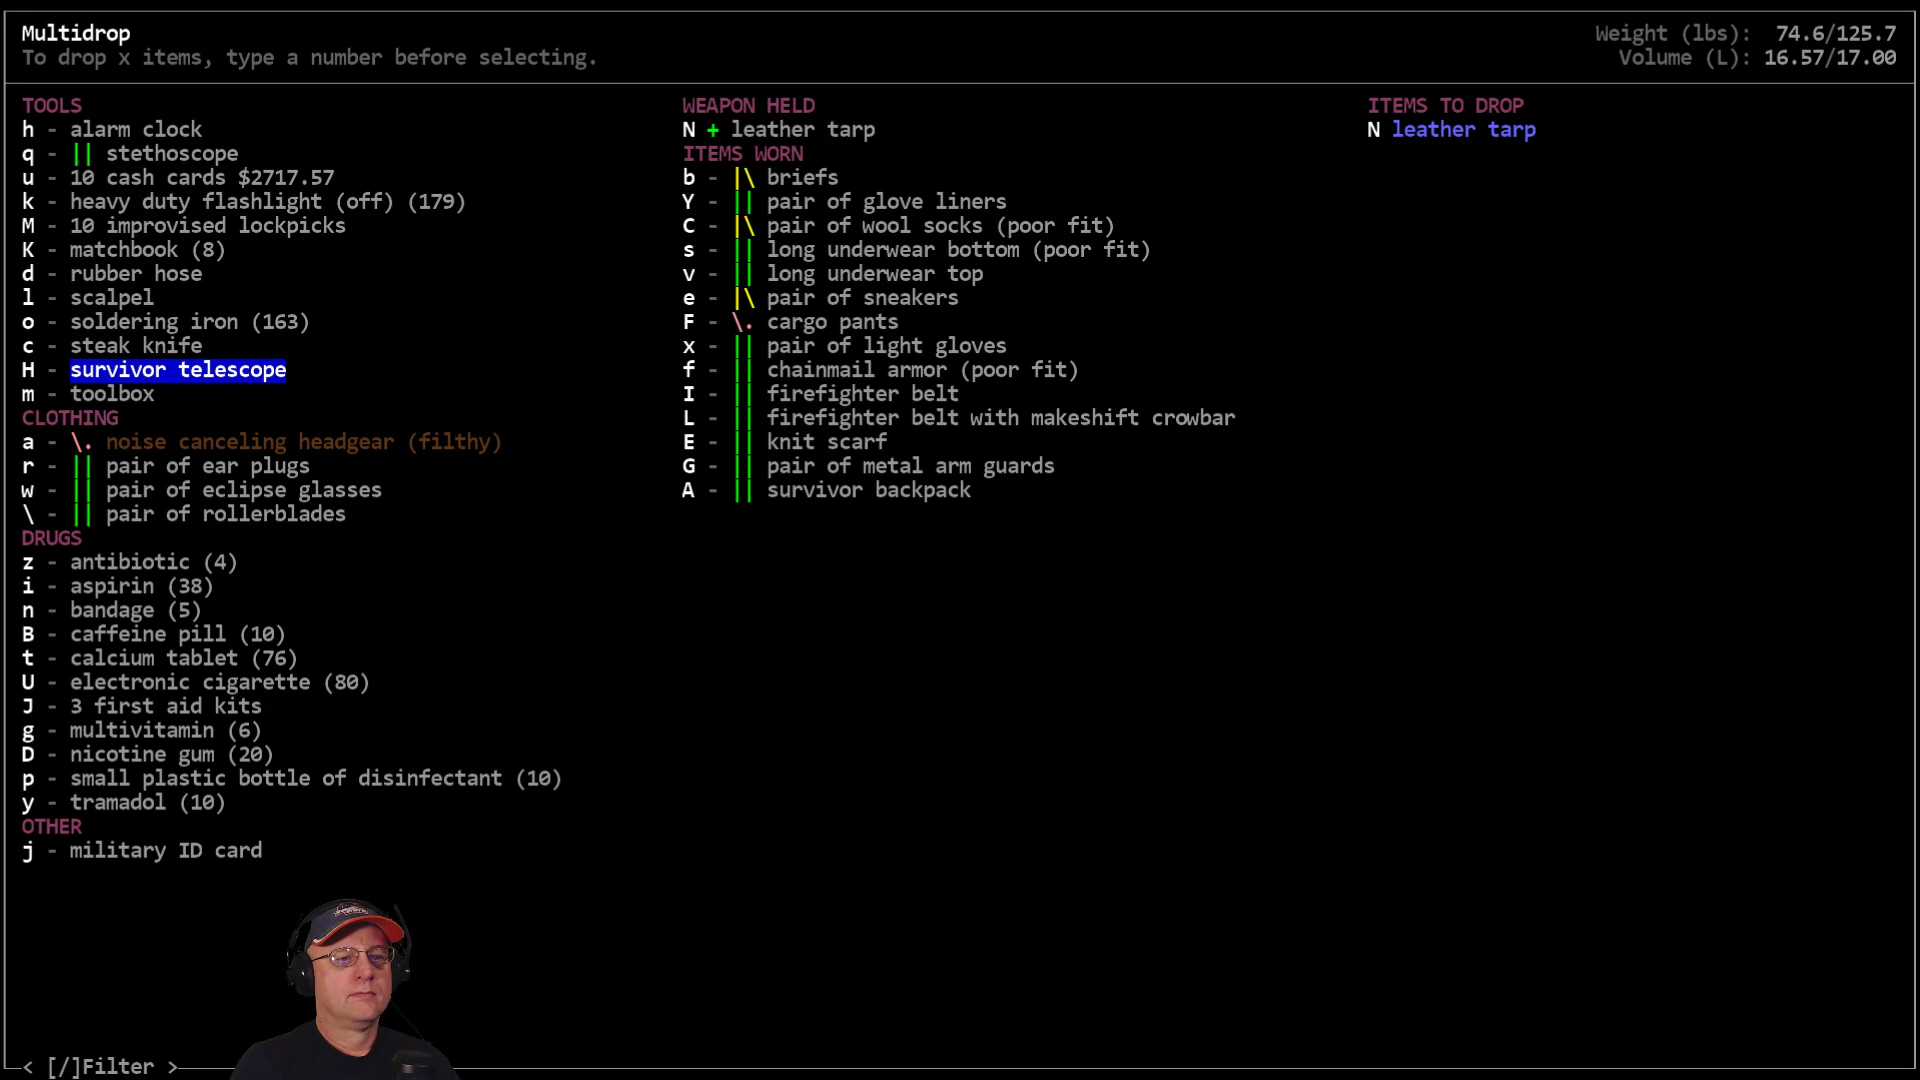 Multidrop
To drop x items, type a number before selecting.
Weight (lbs): 74.6/125.7
Volume (L): 16.57/17.00
TOOLS
h - alarm clock
q - || stethoscope
u - 10 cash cards $2717.57
k - heavy duty flashlight (off) (179)
M - 10 improvised lockpicks
K - matchbook (8)
d - rubber hose
l - scalpel
o - soldering iron (163)
c - steak knife
H - survivor telescope
m - toolbox
CLOTHING
a - \. noise canceling headgear (filthy)
r - || pair of ear plugs
w - || pair of eclipse glasses
\ - || pair of rollerblades
DRUGS
z - antibiotic (4)
i - aspirin (38)
n - bandage (5)
B - caffeine pill (10)
t - calcium tablet (76)
U - electronic cigarette (80)
J - 3 first aid kits
g - multivitamin (6)
D - nicotine gum (20)
p - small plastic bottle of disinfectant (10)
y - tramadol (10)
OTHER
j - military ID card
WEAPON HELD
N + leather tarp
ITEMS WORN
b - |\ briefs
Y - || pair of glove liners
C - |\ pair of wool socks (poor fit)
s - || long underwear bottom (poor fit)
v - || long underwear top
e - |\ pair of sneakers
F - \. cargo pants
x - || pair of light gloves
f - || chainmail armor (poor fit)
I - || firefighter belt
L - || firefighter belt with makeshift crowbar
E - || knit scarf
G - || pair of metal arm guards
A - || survivor backpack
ITEMS TO DROP
N leather tarp
< [/]Filter >